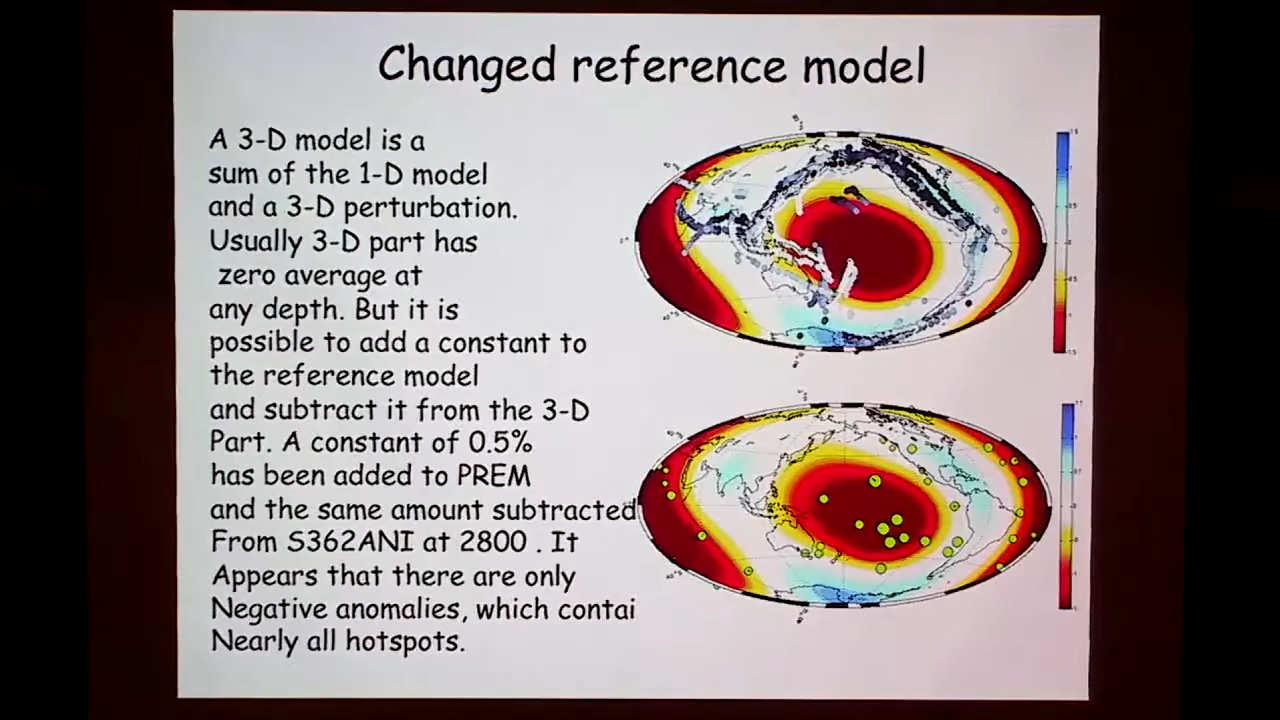 Changed reference model
A 3-D model is a
sum of the 1-D model
and a 3-D perturbation.
Usually 3-D part has
zero average at
any depth. But it is
possible to add a constant to
the reference model
and subtract it from the 3-D
Part. A constant of 0.5%
has been added to PREM
and the same amount subtracted
From S362ANI at 2800 . It
Appears that there are only
Negative anomalies, which contai
Nearly all hotspots.